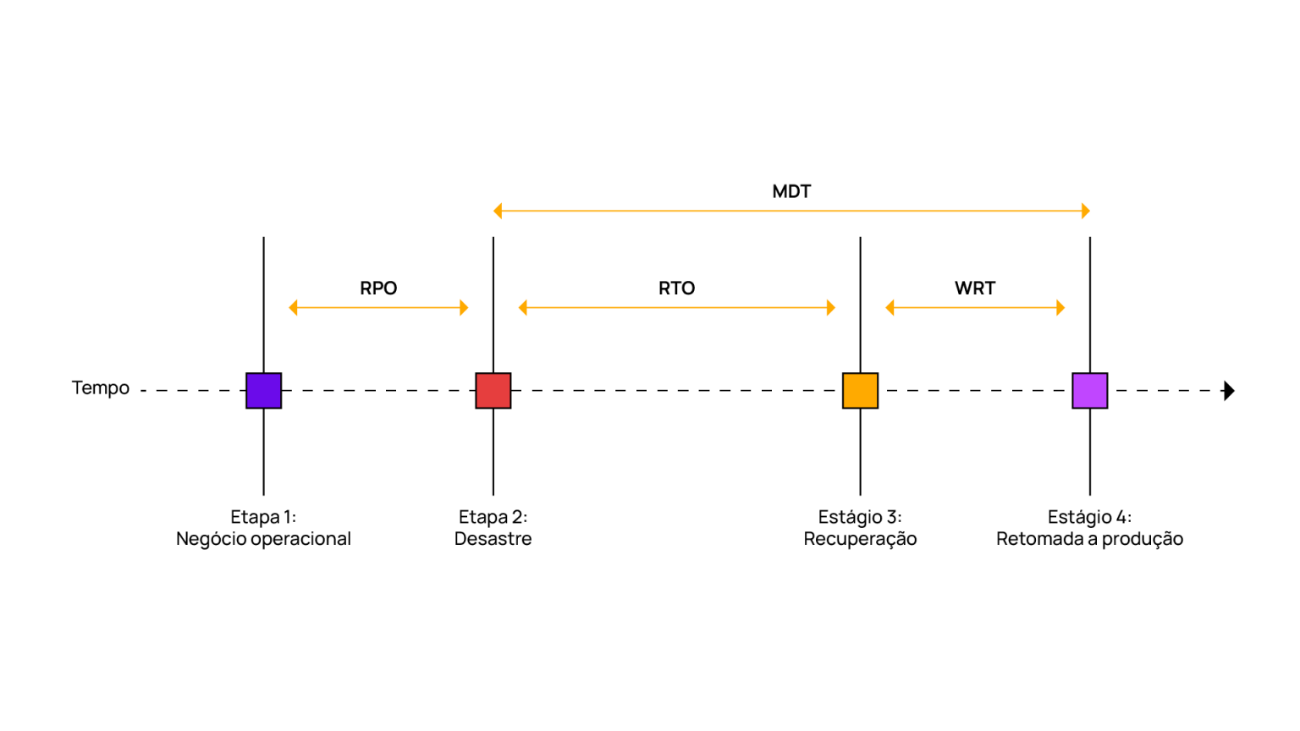 MDT
RPO
RTO
WRT
Tempo
Etapa 1:
Negócio operacional
Etapa 2:
Desastre
Estágio 3:
Recuperação
Estágio 4:
Retomada a produção